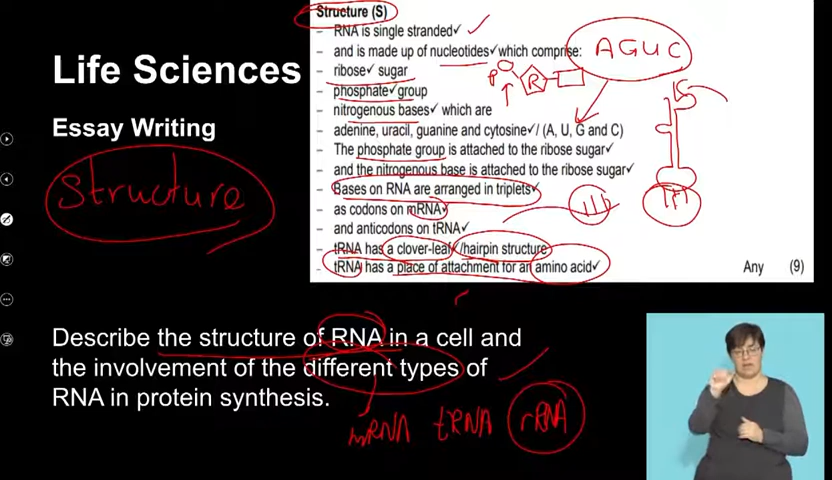 Life Sciences
Essay Writing
Structure
Structure (S)
- RNA is single stranded✓
- and is made up of nucleotides✓which comprise:
- ribose✓ sugar
- phosphate✓group
- nitrogenous bases✓ which are
- adenine, uracil, guanine and cytosine✓/ (A, U, G and C)
- The phosphate group is attached to the ribose sugar✓
- and the nitrogenous base is attached to the ribose sugar✓
- Bases on RNA are arranged in triplets✓
- as codons on mRNA✓
- and anticodons on tRNA✓
- tRNA has a clover-leaf✓/hairpin structure
- tRNA has a place of attachment for an amino acid✓
Any (9)
A G U C
P
R
Describe the structure of RNA in a cell and
the involvement of the different types of
RNA in protein synthesis.
mRNA tRNA rRNA